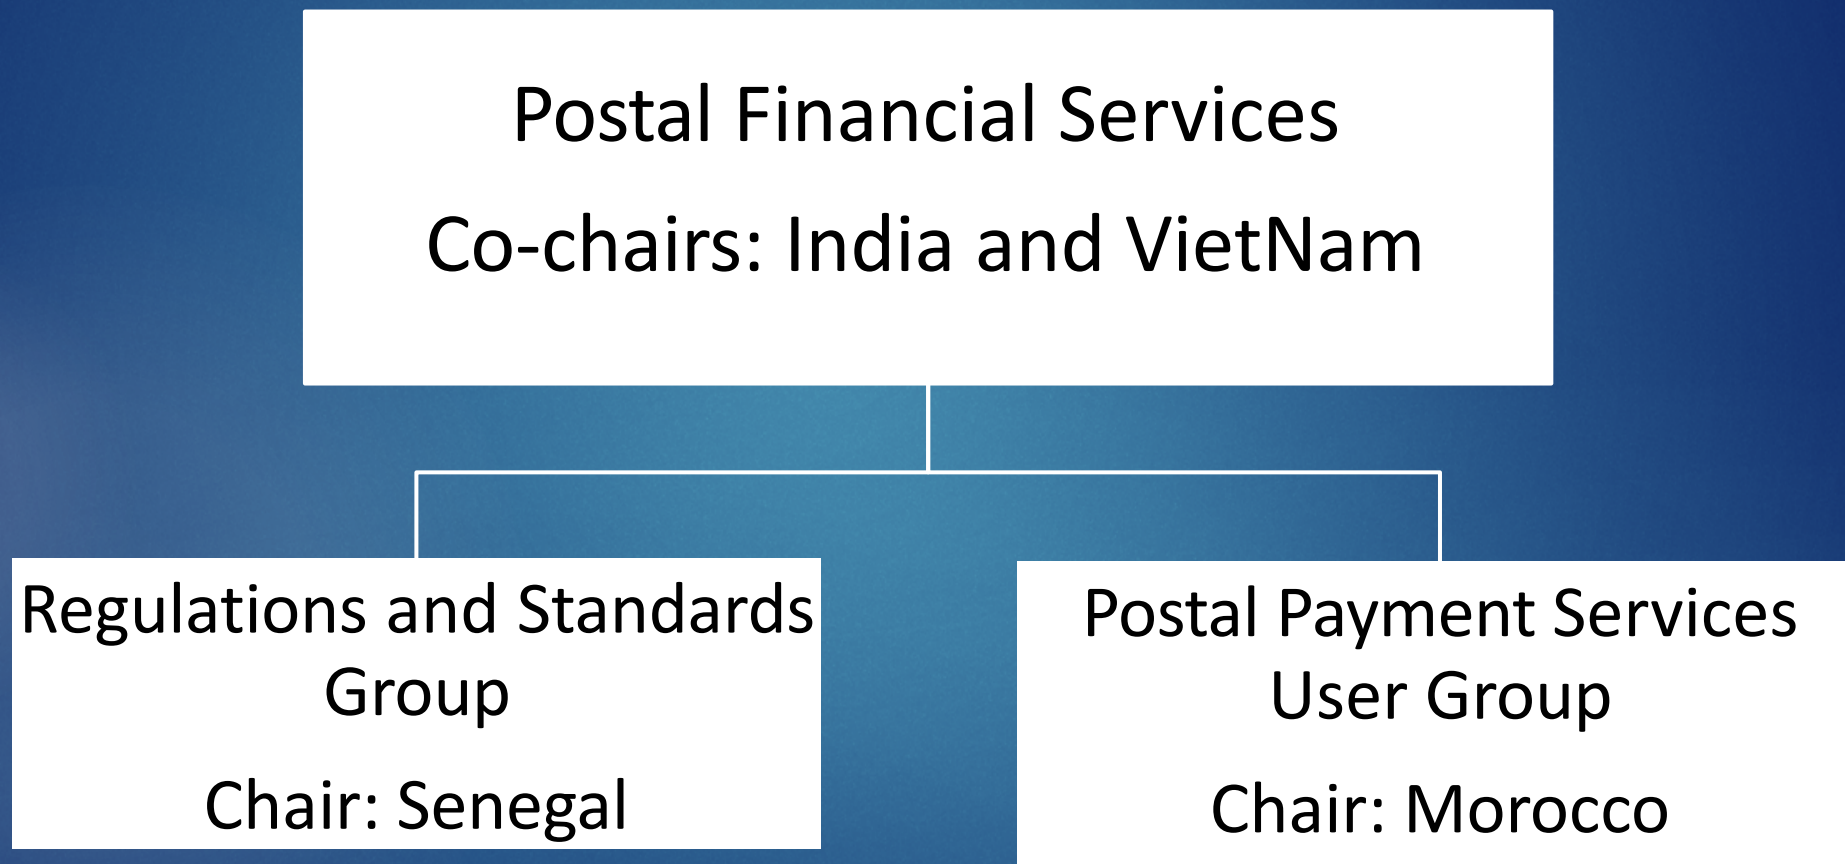 Postal Financial Services
Co-chairs: India and VietNam
Regulations and Standards
Group
Chair: Senegal
Postal Payment Services
User Group
Chair: Morocco